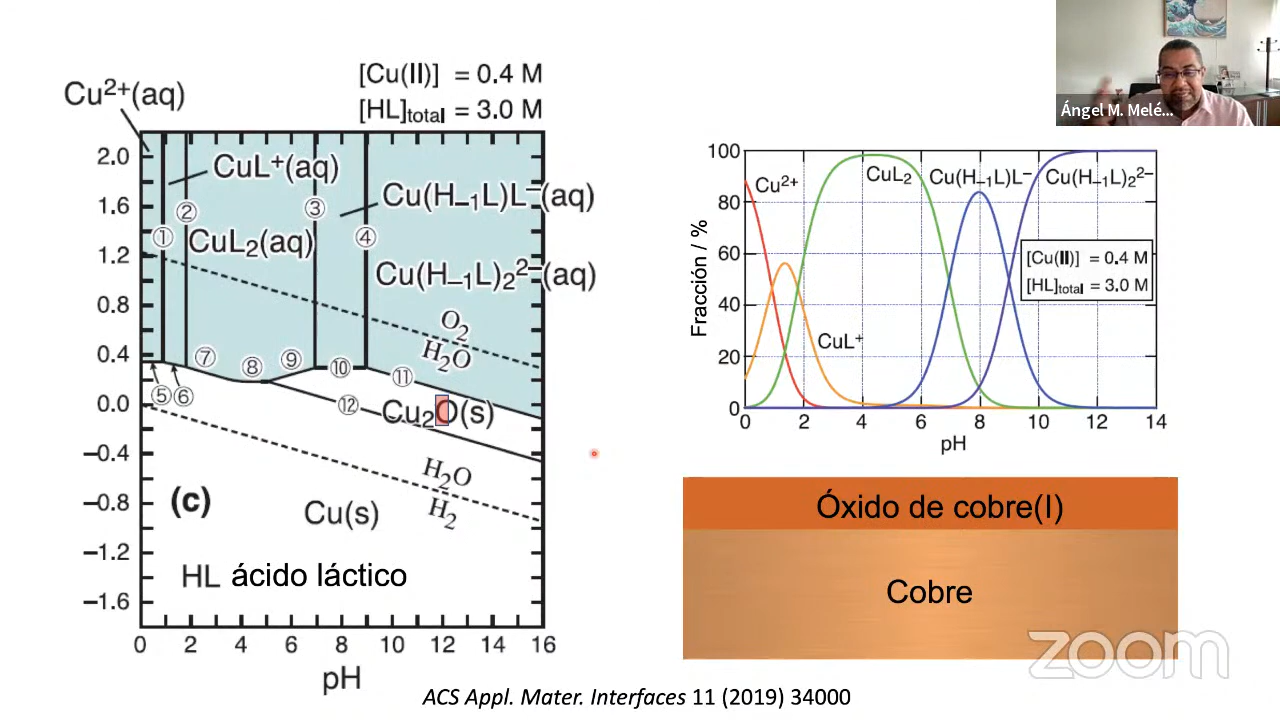 [Cu(II)] = 0.4 M
[HL]total = 3.0 M
Cu²⁺(aq)
CuL⁺(aq)
Cu(H₋₁L)L⁻(aq)
CuL₂(aq)
Cu(H₋₁L)₂²⁻(aq)
① ② ③ ④
O₂
H₂O
⑤ ⑥ ⑦ ⑧ ⑨ ⑩ ⑪ ⑫
Cu₂O(s)
H₂O
H₂
(c)
Cu(s)
HL ácido láctico
2.0
1.6
1.2
0.8
0.4
0.0
−0.4
−0.8
−1.2
−1.6
0 2 4 6 8 10 12 14 16
pH
Ángel M. Melé...
100
80
60
40
20
0
Fracción / %
Cu²⁺
CuL₂
Cu(H₋₁L)L⁻
Cu(H₋₁L)₂²⁻
[Cu(II)] = 0.4 M
[HL]total = 3.0 M
CuL⁺
0 2 4 6 8 10 12 14
pH
Óxido de cobre(I)
Cobre
zoom
ACS Appl. Mater. Interfaces 11 (2019) 34000